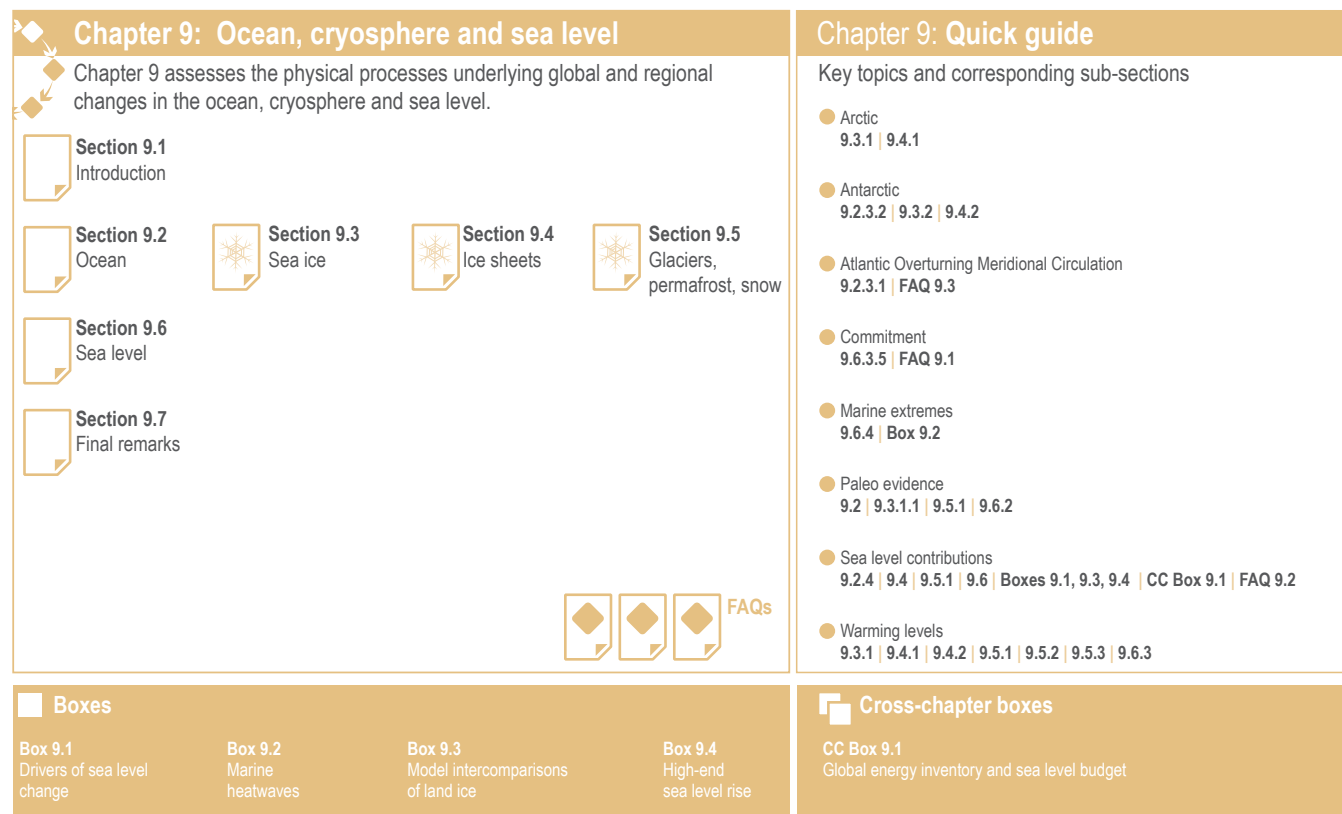 Chapter 9: Ocean, cryosphere and sea level
Chapter 9 assesses the physical processes underlying global and regional
changes in the ocean, cryosphere and sea level.
Section 9.1
Introduction
Section 9.2
Ocean
Section 9.3
Sea ice
Section 9.4
Ice sheets
Section 9.5
Glaciers,
permafrost, snow
Section 9.6
Sea level
Section 9.7
Final remarks
FAQs
Chapter 9: Quick guide
Key topics and corresponding sub-sections
Arctic
9.3.1 | 9.4.1
Antarctic
9.2.3.2 | 9.3.2 | 9.4.2
Atlantic Overturning Meridional Circulation
9.2.3.1 | FAQ 9.3
Commitment
9.6.3.5 | FAQ 9.1
Marine extremes
9.6.4 | Box 9.2
Paleo evidence
9.2 | 9.3.1.1 | 9.5.1 | 9.6.2
Sea level contributions
9.2.4 | 9.4 | 9.5.1 | 9.6 | Boxes 9.1, 9.3, 9.4 | CC Box 9.1 | FAQ 9.2
Warming levels
9.3.1 | 9.4.1 | 9.4.2 | 9.5.1 | 9.5.2 | 9.5.3 | 9.6.3
Boxes
Box 9.1
Drivers of sea level
change
Box 9.2
Marine
heatwaves
Box 9.3
Model intercomparisons
of land ice
Box 9.4
High-end
sea level rise
Cross-chapter boxes
CC Box 9.1
Global energy inventory and sea level budget